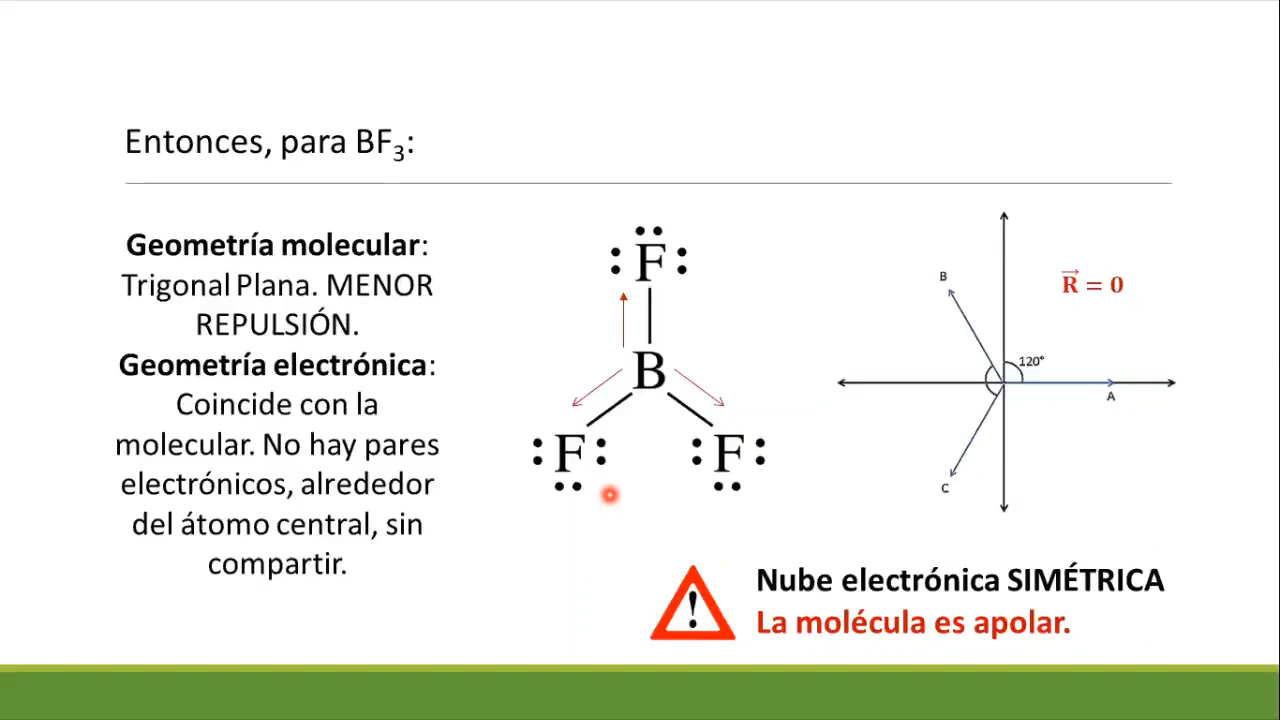 Entonces, para BF₃:
Geometría molecular:
Trigonal Plana. MENOR
REPULSIÓN.
Geometría electrónica:
Coincide con la
molecular. No hay pares
electrónicos, alrededor
del átomo central, sin
compartir.
F
B
F
F
B
R⃗ = 0
120°
A
C
Nube electrónica SIMÉTRICA
La molécula es apolar.
!